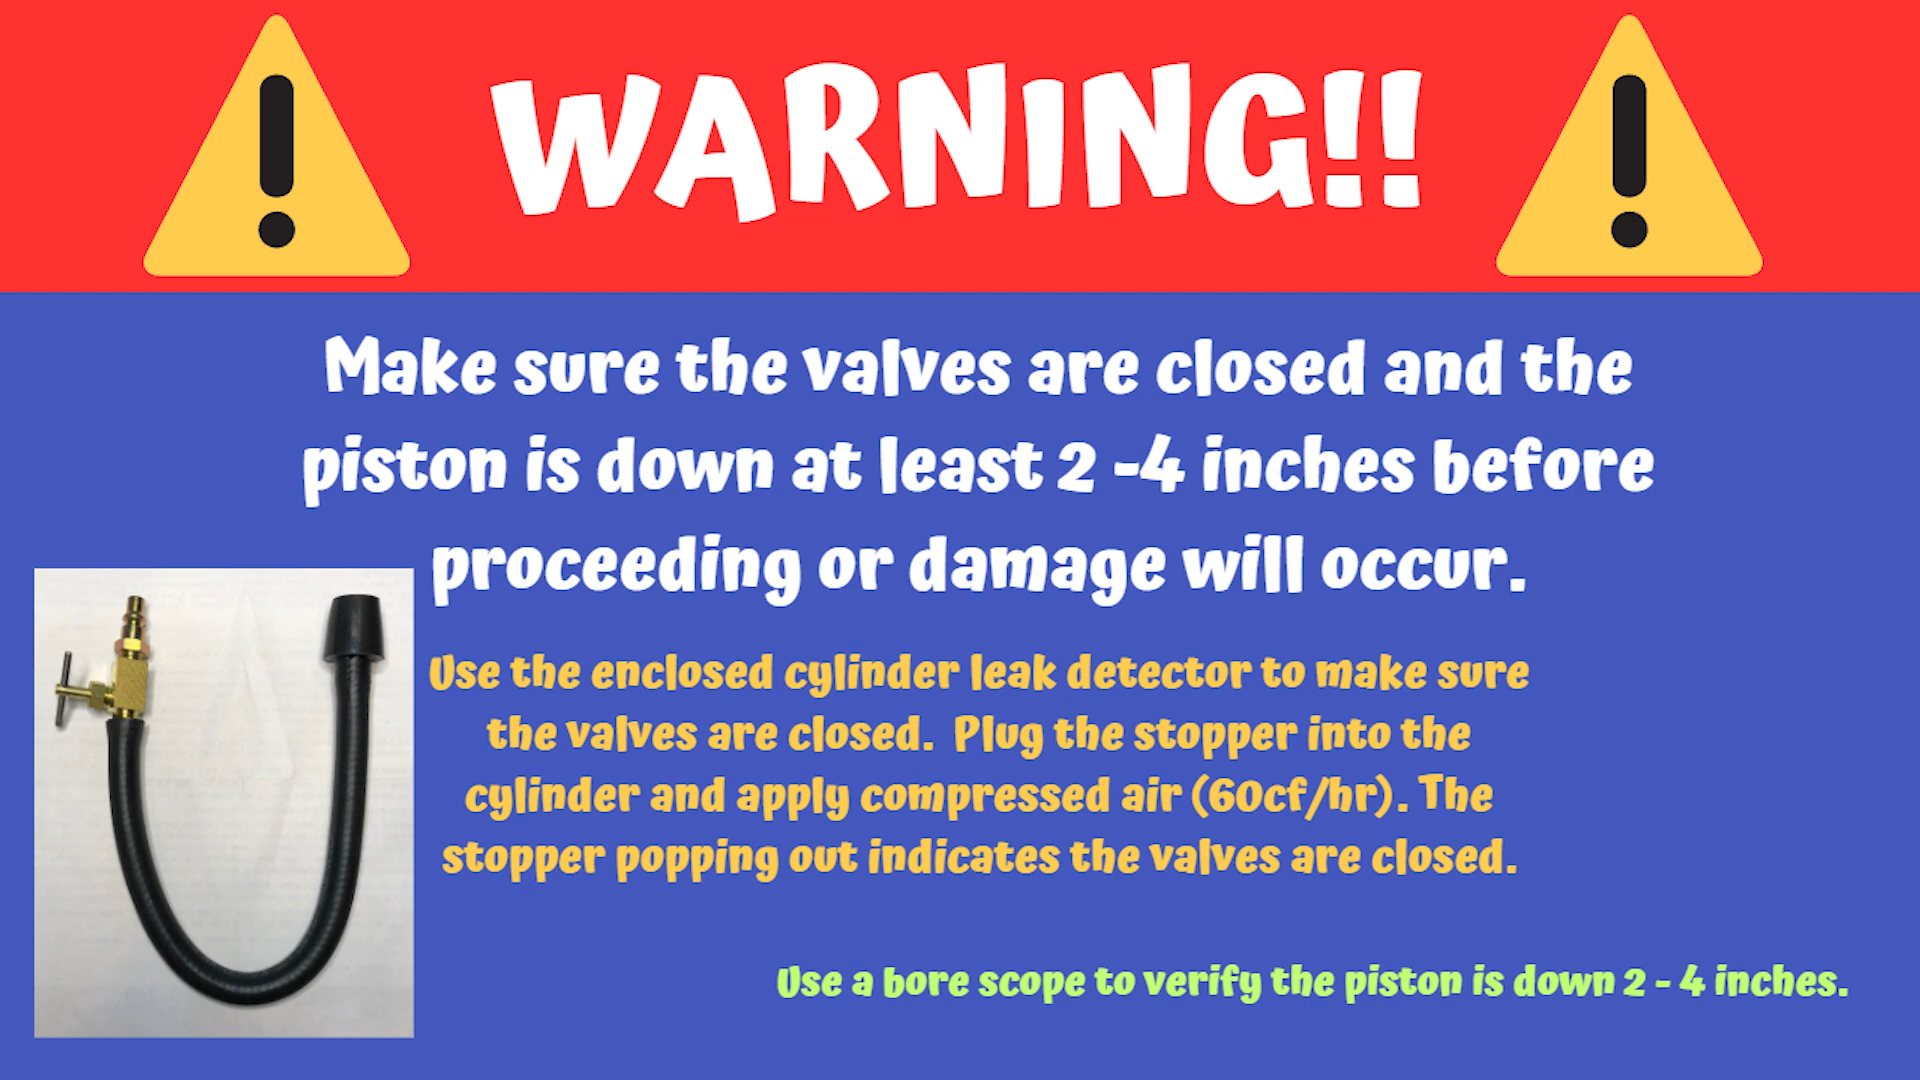 WARNING!!
Make sure the valves are closed and the
piston is down at least 2 -4 inches before
proceeding or damage will occur.
Use the enclosed cylinder leak detector to make sure
the valves are closed.  Plug the stopper into the
cylinder and apply compressed air (60cf/hr). The
stopper popping out indicates the valves are closed.
Use a bore scope to verify the piston is down 2 - 4 inches.